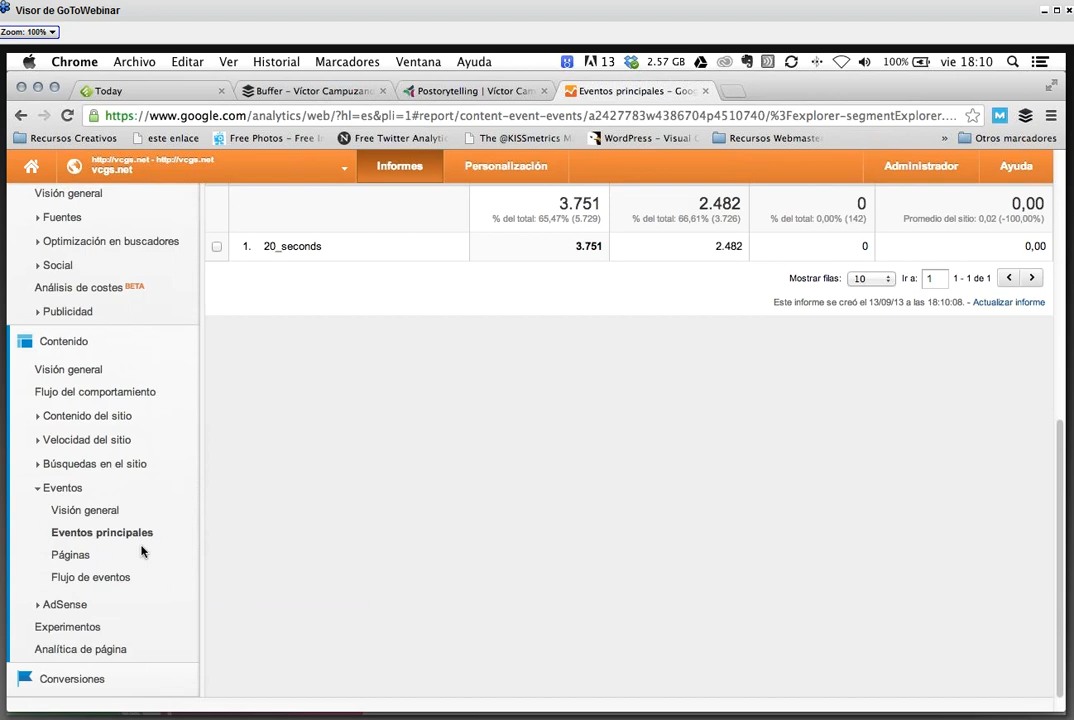 Visor de GoToWebinar
Zoom: 100%
Chrome Archivo Editar Ver Historial Marcadores Ventana Ayuda 13 2.57 GB 100% vie 18:10
Today
Buffer - Víctor Campuzano
Postorytelling | Víctor Cam
Eventos principales - Goo
https://www.google.com/analytics/web/?hl=es&pli=1#report/content-event-events/a2427783w4386704p4510740/%3Fexplorer-segmentExplorer....
Recursos Creativos este enlace Free Photos - Free I Free Twitter Analyti The @KISSmetrics M WordPress - Visual Recursos Webmaster » Otros marcadores
http://vcgs.net - http://vcgs.net
vcgs.net
Informes Personalización Administrador Ayuda
Visión general
Fuentes
Optimización en buscadores
Social
Análisis de costes BETA
Publicidad
Contenido
Visión general
Flujo del comportamiento
Contenido del sitio
Velocidad del sitio
Búsquedas en el sitio
Eventos
Visión general
Eventos principales
Páginas
Flujo de eventos
AdSense
Experimentos
Analítica de página
Conversiones
3.751 2.482 0 0,00
% del total: 65,47% (5.729) % del total: 66,61% (3.726) % del total: 0,00% (142) Promedio del sitio: 0,02 (-100,00%)
1. 20_seconds 3.751 2.482 0 0,00
Mostrar filas: 10 Ir a: 1 1 - 1 de 1
Este informe se creó el 13/09/13 a las 18:10:08. - Actualizar informe